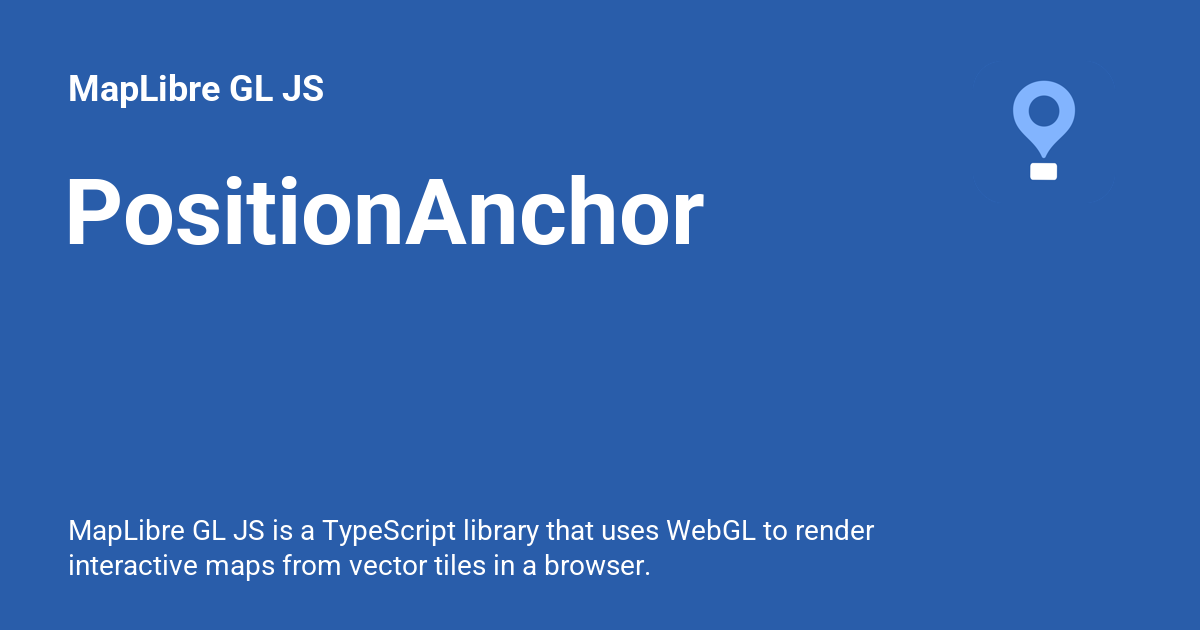 MapLibre GL JS
PositionAnchor
MapLibre GL JS is a TypeScript library that uses WebGL to render
interactive maps from vector tiles in a browser.